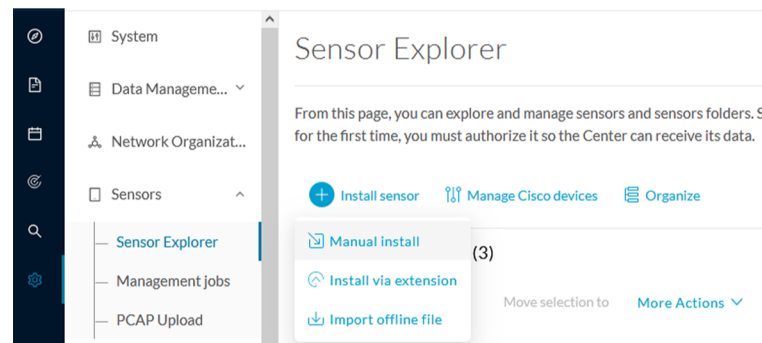 System
Data Manageme...
Network Organizat...
Sensors
Sensor Explorer
Management jobs
PCAP Upload
Sensor Explorer
From this page, you can explore and manage sensors and sensors folders. S
for the first time, you must authorize it so the Center can receive its data.
Install sensor Manage Cisco devices Organize
Manual install
Install via extension
Import offline file
(3)
Move selection to More Actions